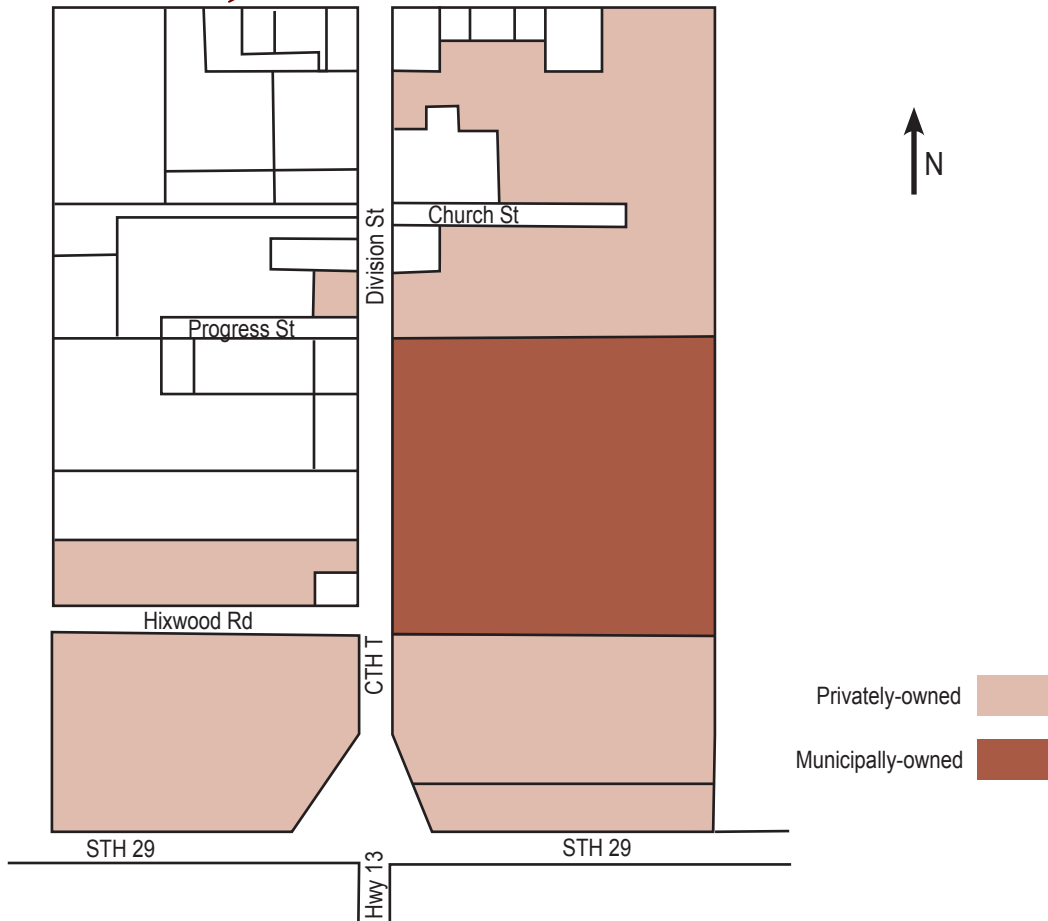 N
Church St
Division St
Progress St
Hixwood Rd
CTH T
Privately-owned
Municipally-owned
STH 29
STH 29
Hwy 13